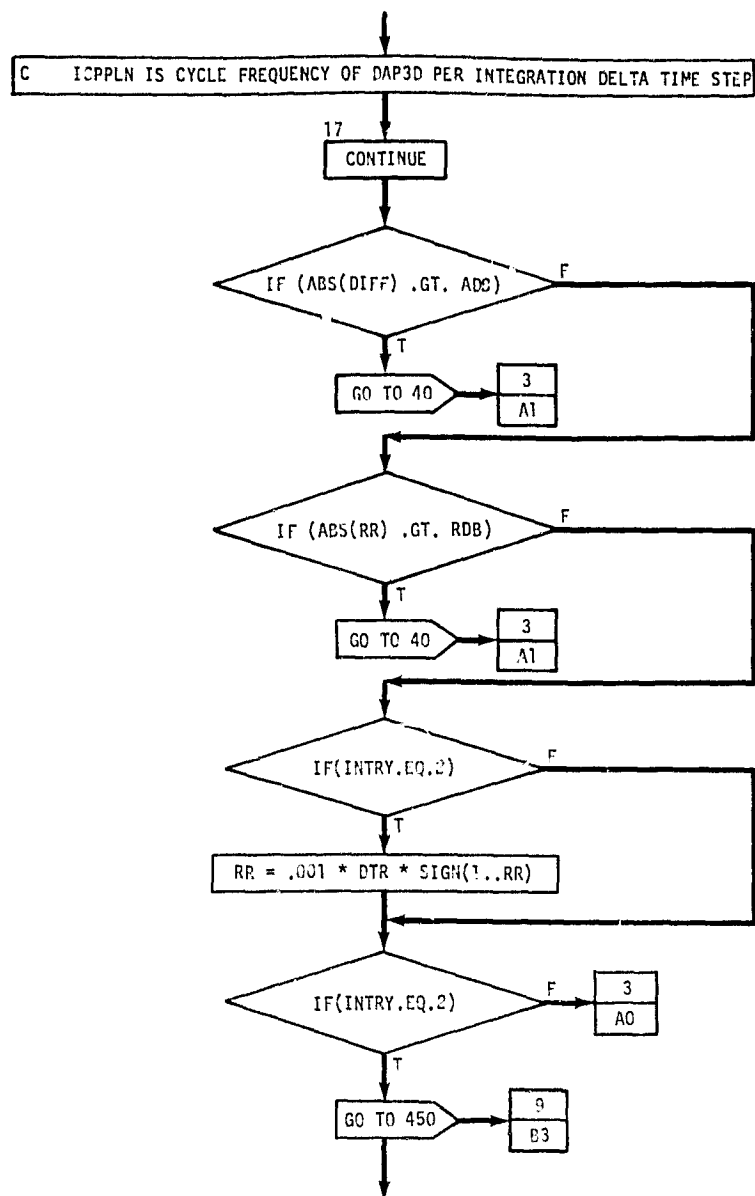 C ICPPLN IS CYCLE FREQUENCY OF DAP3D PER INTEGRATION DELTA TIME STEP
17
CONTINUE
IF (ABS(DIFF) .GT. ADB)
F
T
GO TO 40
3
A1
IF (ABS(RR) .GT. RDB)
F
T
GO TO 40
3
A1
IF(INTRY.EQ.2)
F
T
RR = .001 * DTR * SIGN(1.,RR)
IF(INTRY.EQ.2)
F
3
A0
T
GO TO 450
9
B3